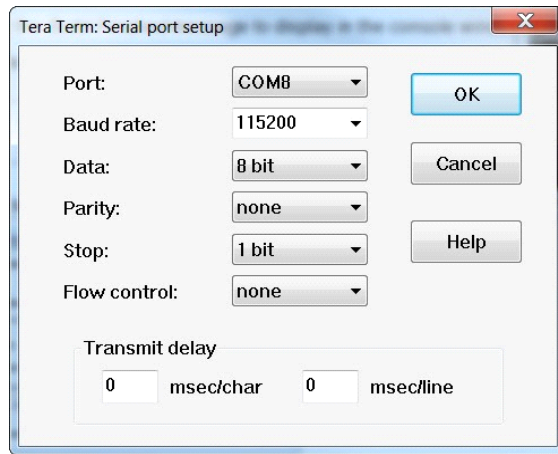 Tera Term: Serial port setup
Port: COM8
OK
Baud rate: 115200
Data: 8 bit
Cancel
Parity: none
Stop: 1 bit
Help
Flow control: none
Transmit delay
0 msec/char 0 msec/line